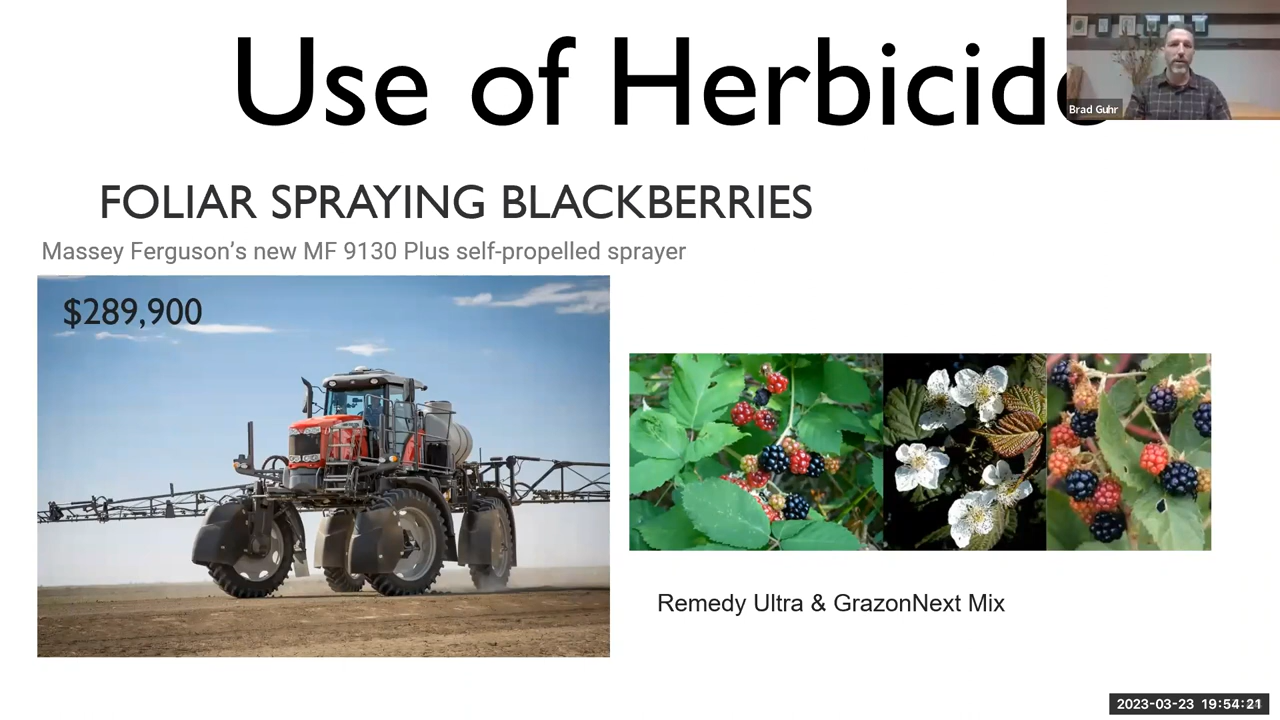 Use of Herbicide
Brad Guhr
FOLIAR SPRAYING BLACKBERRIES
Massey Ferguson’s new MF 9130 Plus self-propelled sprayer
$289,900
Remedy Ultra & GrazonNext Mix
2023-03-23 19:54:21